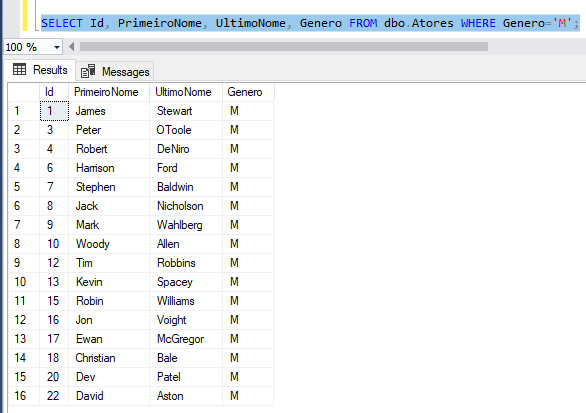 SELECT Id, PrimeiroNome, UltimoNome, Genero FROM dbo.Atores WHERE Genero='M';
100 %
Results Messages
Id PrimeiroNome UltimoNome Genero
1 1 James Stewart M
2 3 Peter OToole M
3 4 Robert DeNiro M
4 6 Harrison Ford M
5 7 Stephen Baldwin M
6 8 Jack Nicholson M
7 9 Mark Wahlberg M
8 10 Woody Allen M
9 12 Tim Robbins M
10 13 Kevin Spacey M
11 15 Robin Williams M
12 16 Jon Voight M
13 17 Ewan McGregor M
14 18 Christian Bale M
15 20 Dev Patel M
16 22 David Aston M